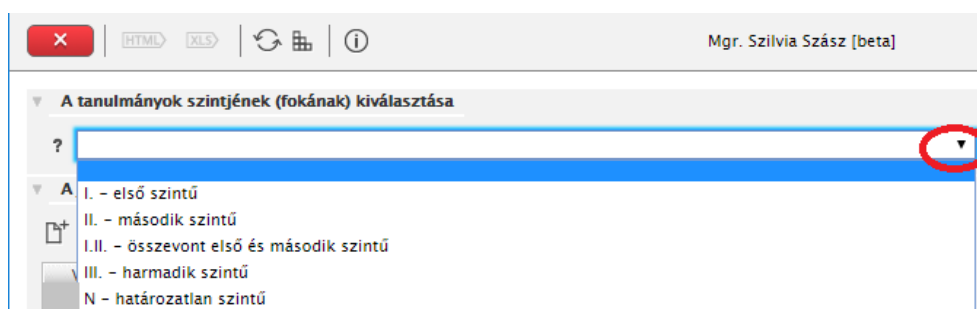 HTML XLS Mgr. Szilvia Szász [beta]
A tanulmányok szintjének (fokának) kiválasztása
?
A
I. – első szintű
II. – második szintű
I.II. – összevont első és második szintű
III. – harmadik szintű
N – határozatlan szintű